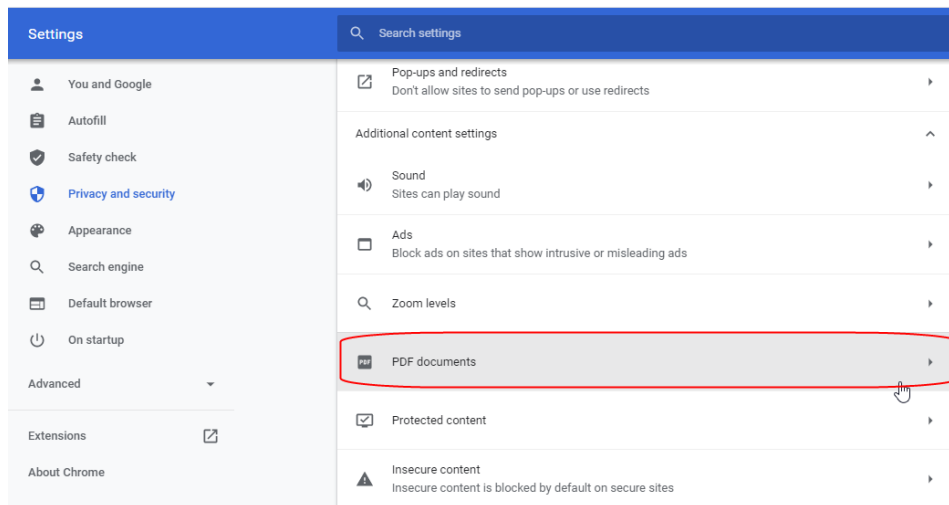 Settings
Search settings
You and Google
Autofill
Safety check
Privacy and security
Appearance
Search engine
Default browser
On startup
Advanced
Extensions
About Chrome
Pop-ups and redirects
Don't allow sites to send pop-ups or use redirects
Additional content settings
Sound
Sites can play sound
Ads
Block ads on sites that show intrusive or misleading ads
Zoom levels
PDF
PDF documents
Protected content
Insecure content
Insecure content is blocked by default on secure sites